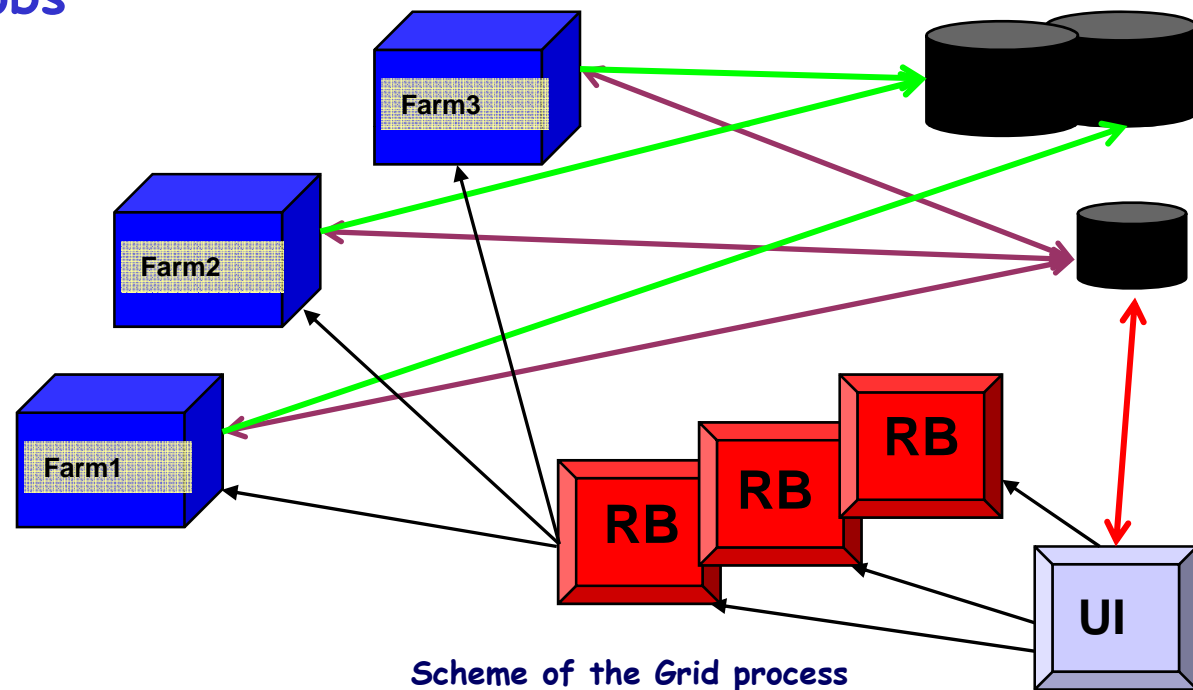 Farm3
Farm2
Farm1
RB
RB
RB
UI
Scheme of the Grid process